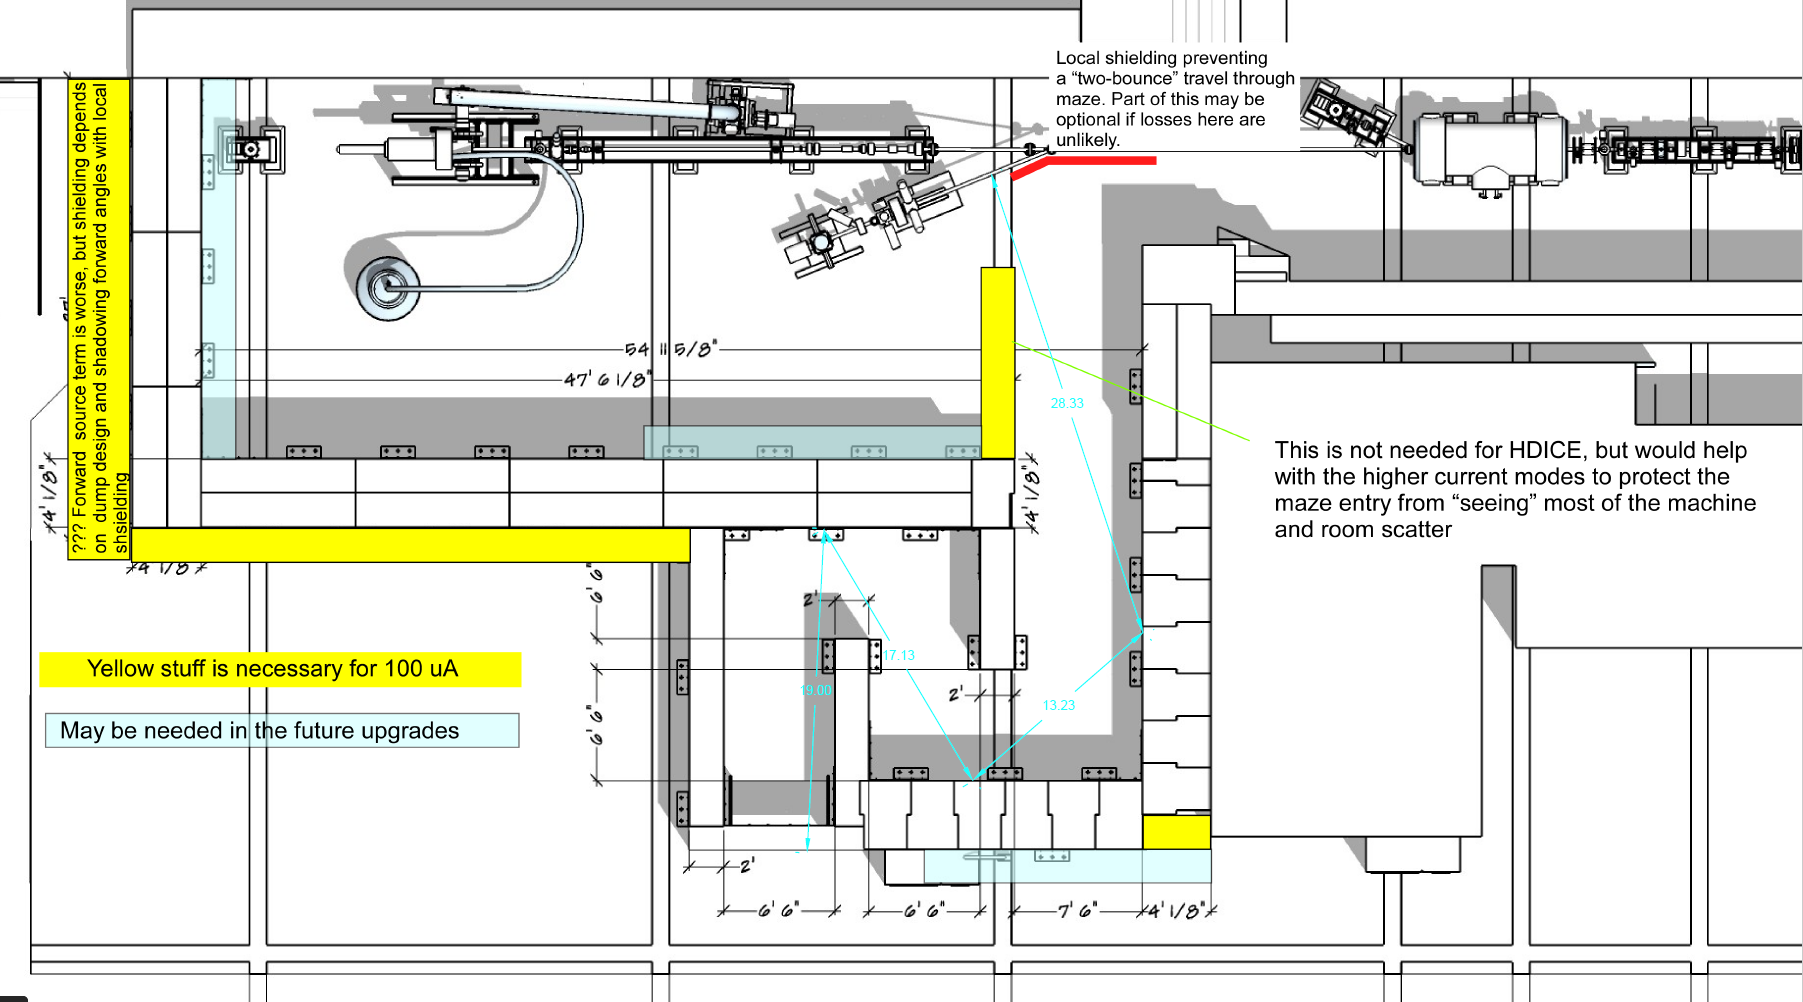 Local shielding preventing
a “two-bounce” travel through
maze. Part of this may be
optional if losses here are
unlikely.
??? Forward source term is worse, but shielding depends
on dump design and shadowing forward angles with local
shsielding
54 11 5/8"
47' 6 1/8"
28.33
This is not needed for HDICE, but would help
with the higher current modes to protect the
maze entry from “seeing” most of the machine
and room scatter
4' 1/8"
4' 1/8"
4 1/8"
6' 6"
2'
17.13
19.00
2'
13.23
6' 6"
Yellow stuff is necessary for 100 uA
May be needed in the future upgrades
2'
6' 6"
6' 6"
7' 6"
4' 1/8"